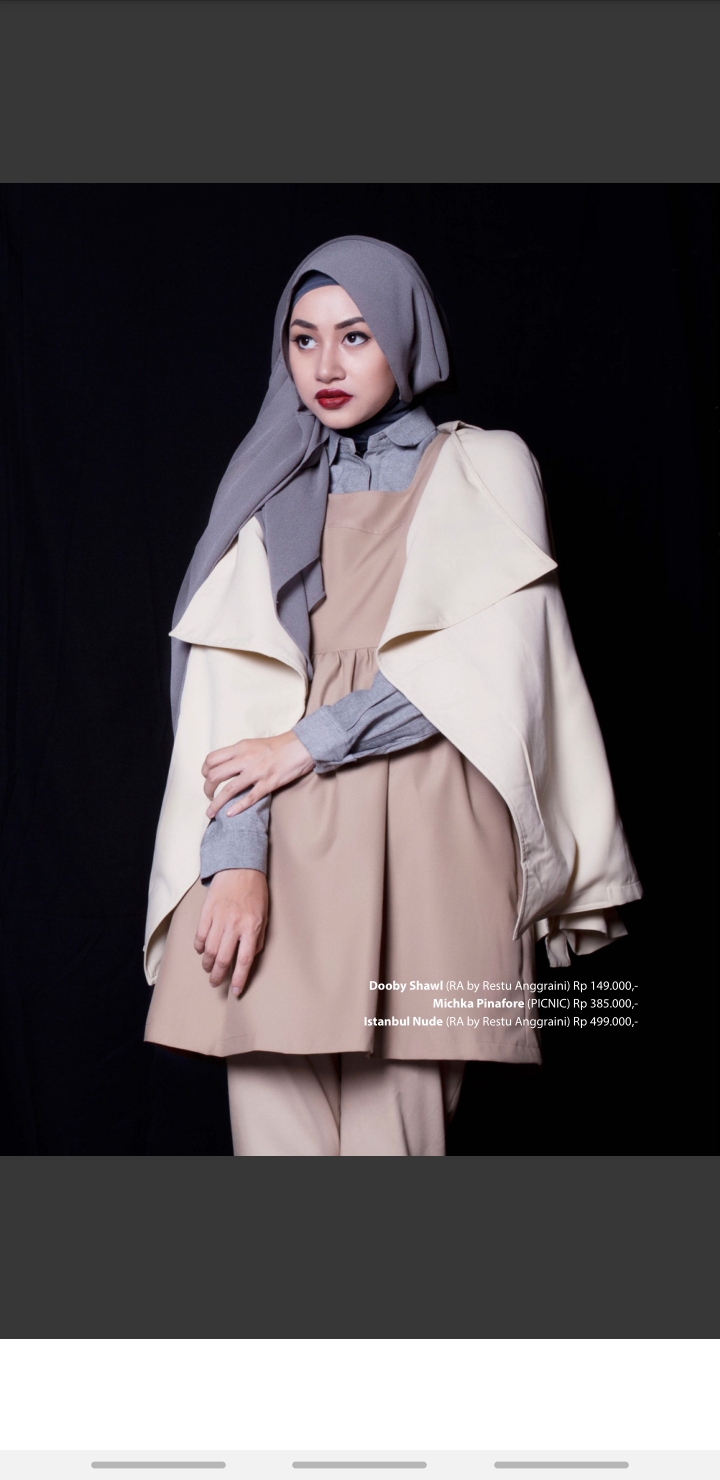 Dooby Shawl (RA by Restu Anggraini) Rp 149.000,-
Michka Pinafore (PICNIC) Rp 385.000,-
Istanbul Nude (RA by Restu Anggraini) Rp 499.000,-